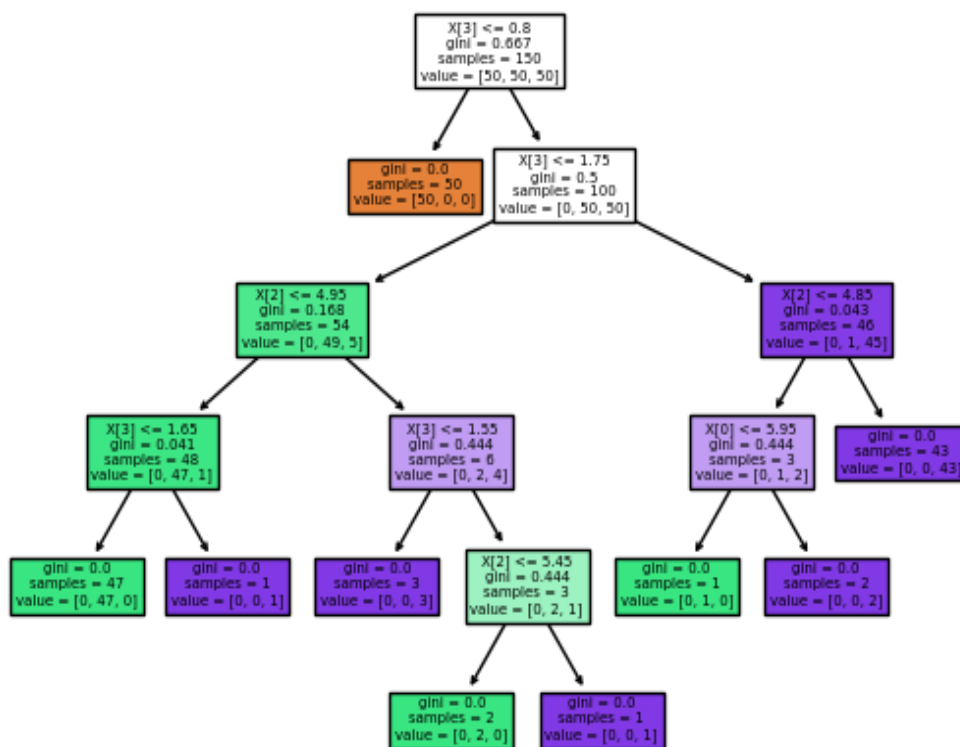 X[3] <= 0.8
gini = 0.667
samples = 150
value = [50, 50, 50]
gini = 0.0
samples = 50
value = [50, 0, 0]
X[3] <= 1.75
gini = 0.5
samples = 100
value = [0, 50, 50]
X[2] <= 4.95
gini = 0.168
samples = 54
value = [0, 49, 5]
X[2] <= 4.85
gini = 0.043
samples = 46
value = [0, 1, 45]
X[3] <= 1.65
gini = 0.041
samples = 48
value = [0, 47, 1]
X[3] <= 1.55
gini = 0.444
samples = 6
value = [0, 2, 4]
X[0] <= 5.95
gini = 0.444
samples = 3
value = [0, 1, 2]
gini = 0.0
samples = 43
value = [0, 0, 43]
gini = 0.0
samples = 47
value = [0, 47, 0]
gini = 0.0
samples = 1
value = [0, 0, 1]
gini = 0.0
samples = 3
value = [0, 0, 3]
X[2] <= 5.45
gini = 0.444
samples = 3
value = [0, 2, 1]
gini = 0.0
samples = 1
value = [0, 1, 0]
gini = 0.0
samples = 2
value = [0, 0, 2]
gini = 0.0
samples = 2
value = [0, 2, 0]
gini = 0.0
samples = 1
value = [0, 0, 1]